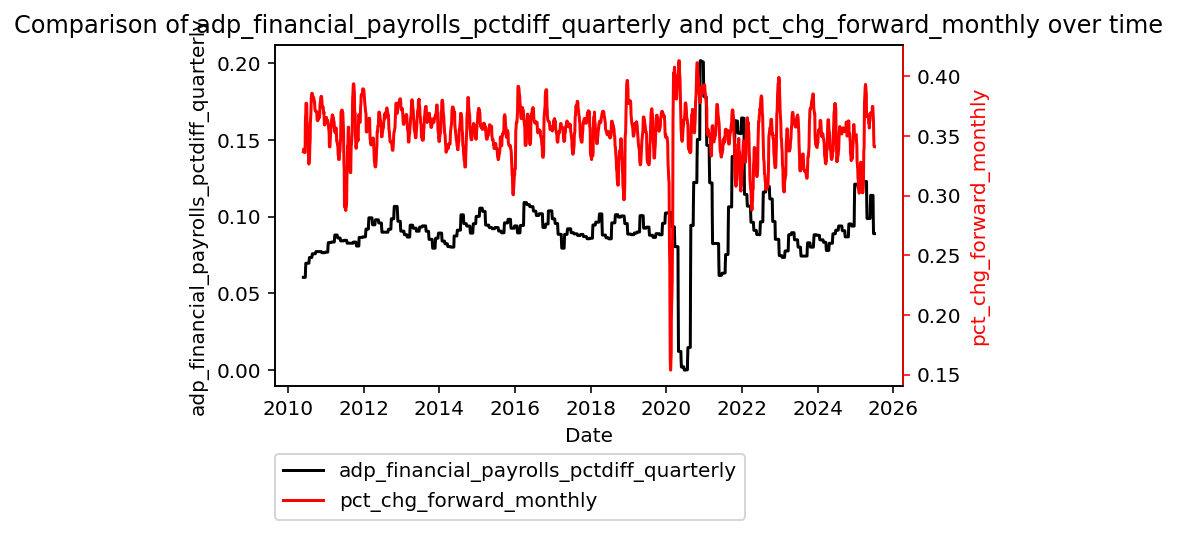 Comparison of adp_financial_payrolls_pctdiff_quarterly and pct_chg_forward_monthly over time
adp_financial_payrolls_pctdiff_quarterly
0.20
0.15
0.10
0.05
0.00
0.40
0.35
0.30
0.25
0.20
0.15
pct_chg_forward_monthly
2010 2012 2014 2016 2018 2020 2022 2024 2026
Date
adp_financial_payrolls_pctdiff_quarterly
pct_chg_forward_monthly